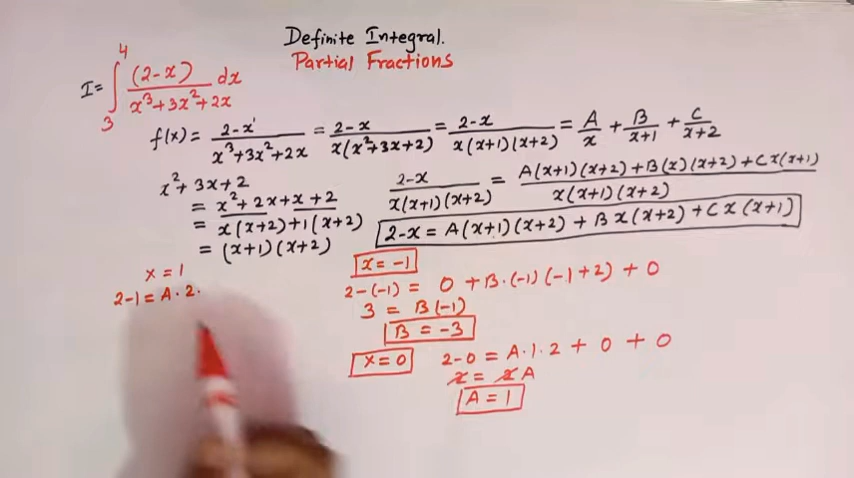 Definite Integral.
Partial Fractions
I = ∫₃⁴ (2-x)/(x³+3x²+2x) dx
f(x) = (2-x)/(x³+3x²+2x) = (2-x)/(x(x²+3x+2)) = (2-x)/(x(x+1)(x+2)) = A/x + B/(x+1) + C/(x+2)
x²+3x+2
= x²+2x+x+2
= x(x+2)+1(x+2)
= (x+1)(x+2)
(2-x)/(x(x+1)(x+2)) = (A(x+1)(x+2)+B(x)(x+2)+Cx(x+1))/(x(x+1)(x+2))
2-x = A(x+1)(x+2) + Bx(x+2) + Cx(x+1)
x = -1
2-(-1) = 0 + B·(-1)(-1+2) + 0
3 = B(-1)
B = -3
x = 0
2-0 = A·1·2 + 0 + 0
2 = 2A
A = 1
x = 1
2-1 = A·2·